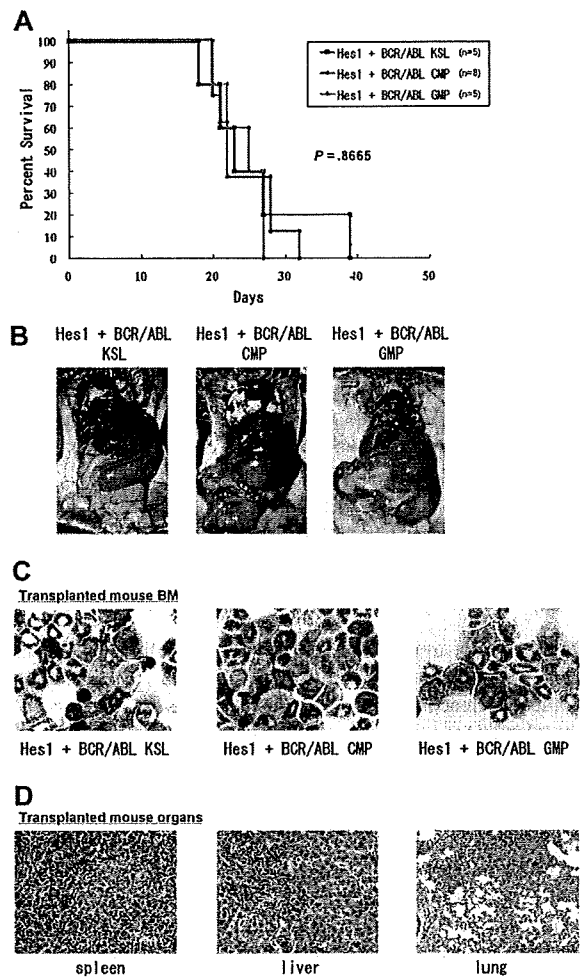 A
100
90
80
70
60
50
40
30
20
10
0
Percent Survival
0 10 20 30 40 50
Days
Hes1 + BCR/ABL KSL (n=5)
Hes1 + BCR/ABL CMP (n=8)
Hes1 + BCR/ABL GMP (n=5)
P =.8665
B
Hes1 + BCR/ABL KSL
Hes1 + BCR/ABL CMP
Hes1 + BCR/ABL GMP
C
Transplanted mouse BM
Hes1 + BCR/ABL KSL
Hes1 + BCR/ABL CMP
Hes1 + BCR/ABL GMP
D
Transplanted mouse organs
spleen
liver
lung